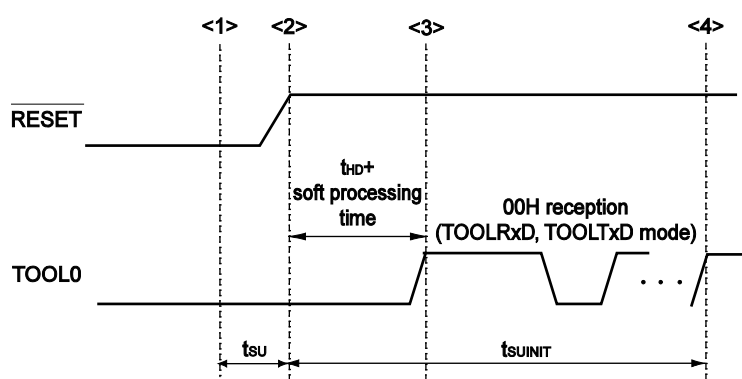 <1> <2> <3> <4>
RESET
tHD+
soft processing
time
00H reception
(TOOLRxD, TOOLTxD mode)
TOOL0
. . .
tSU
tSUINIT